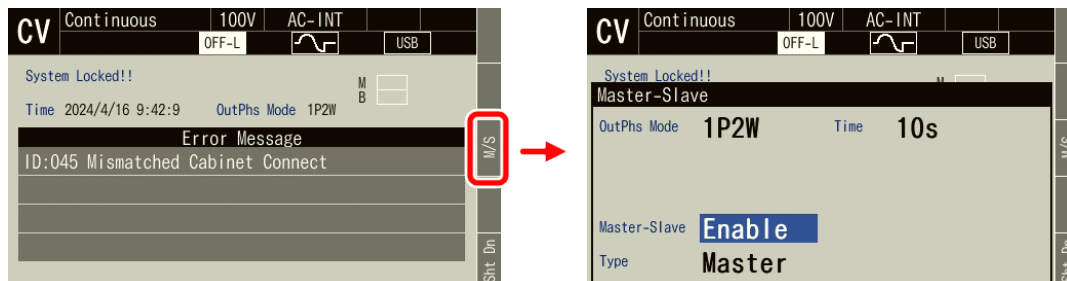 CV Continuous 100V AC-INT
OFF-L USB
System Locked!!
M
B
Time 2024/4/16 9:42:9 OutPhs Mode 1P2W
Error Message
ID:045 Mismatched Cabinet Connect
M/S
Sht Dn
CV Continuous 100V AC-INT
OFF-L USB
System Locked!!
M
Master-Slave
OutPhs Mode 1P2W Time 10s
Master-Slave Enable
Type Master
M/S
Sht Dn